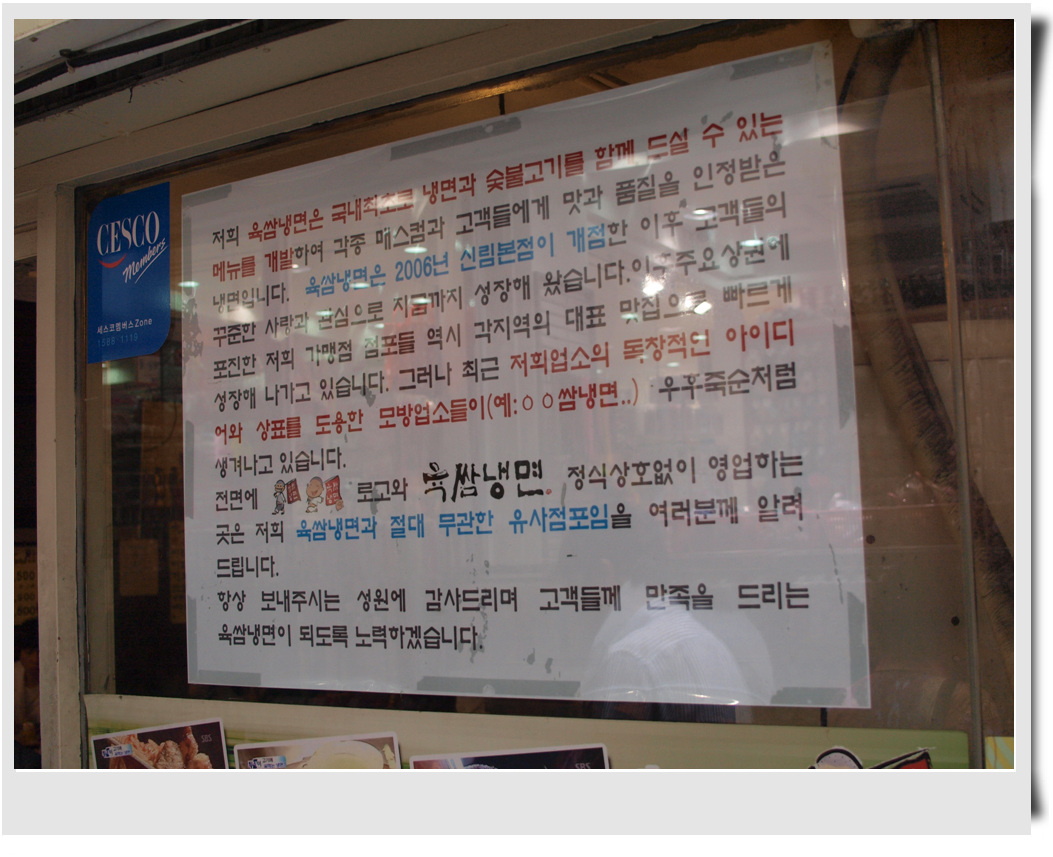 CESCO
Members
세스코멤버스Zone
1588 1119
저희 육쌈냉면은 국내최초로 냉면과 숯불고기를 함께 드실 수 있는
메뉴를 개발하여 각종 매스컴과 고객들에게 맛과 품질을 인정받은
냉면입니다. 육쌈냉면은 2006년 신림본점이 개점한 이후 고객들의
꾸준한 사랑과 관심으로 지금까지 성장해 왔습니다.이후주요상권에
포진한 저희 가맹점 점포들 역시 각지역의 대표 맛집으로 빠르게
성장해 나가고 있습니다. 그러나 최근 저희업소의 독창적인 아이디
어와 상표를 도용한 모방업소들이(예:ㅇㅇ쌈냉면..) 우후죽순처럼
생겨나고 있습니다.
전면에 로고와 육쌈냉면. 정식상호없이 영업하는
곳은 저희 육쌈냉면과 절대 무관한 유사점포임을 여러분께 알려
드립니다.
항상 보내주시는 성원에 감사드리며 고객들께 만족을 드리는
육쌈냉면이 되도록 노력하겠습니다.
SBS
SBS